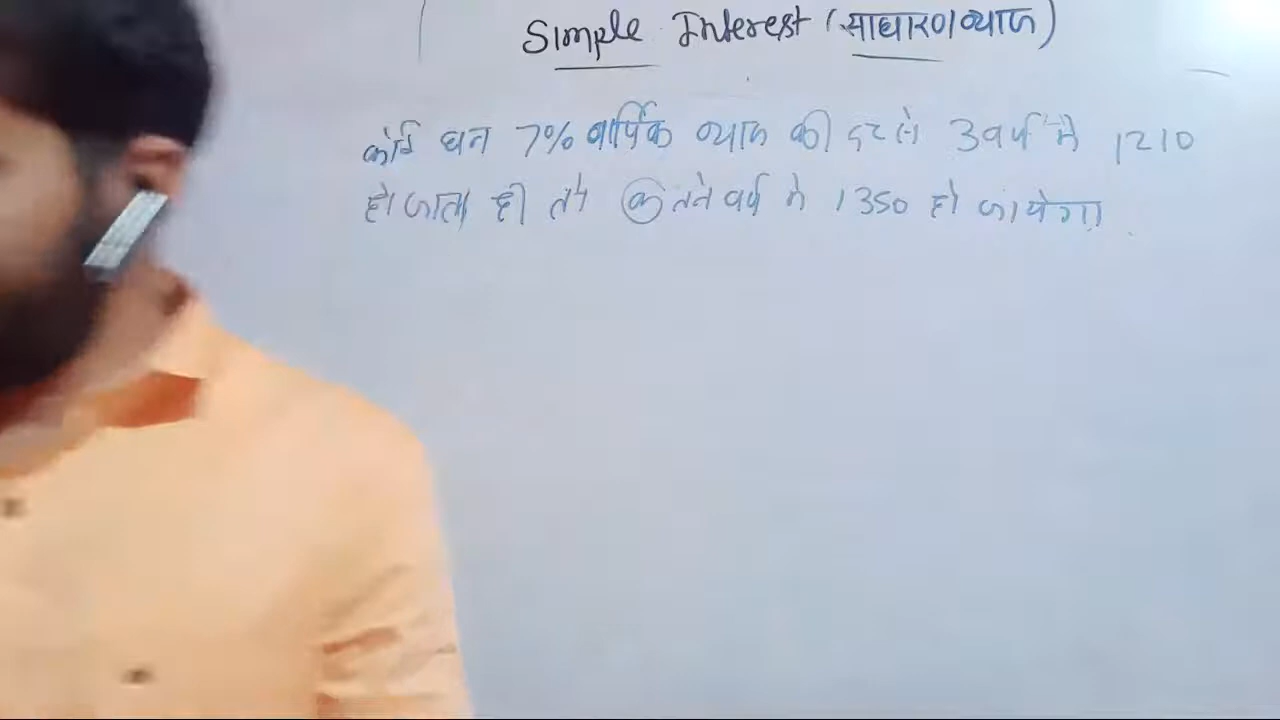 Simple Interest (साधारण ब्याज)
कोई धन 7% वार्षिक ब्याज की दर से 3 वर्ष में 1210
हो जाता है तो कितने वर्ष में 1350 हो जायेगा